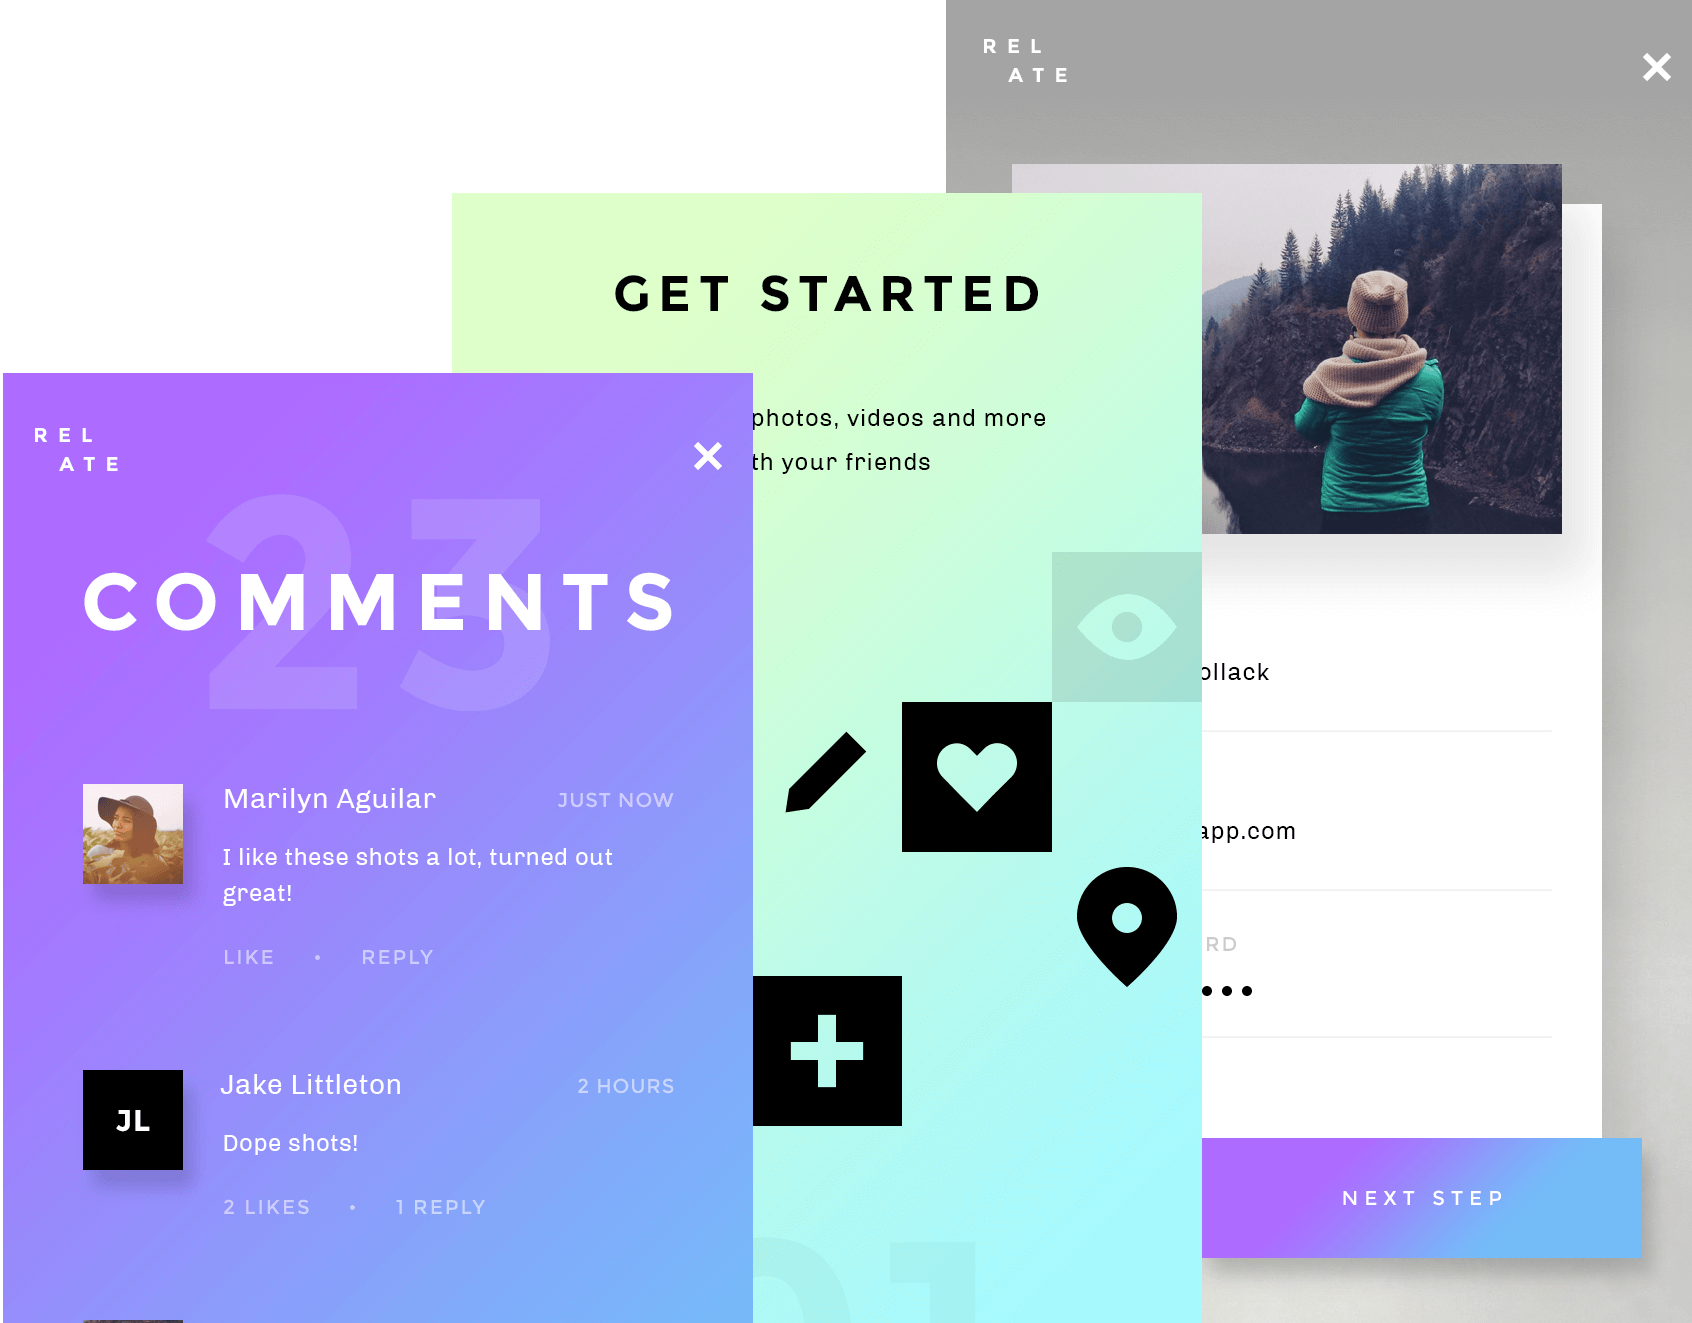 REL
ATE
GET STARTED
photos, videos and more
your friends
REL
ATE
23
COMMENTS
Marilyn Aguilar
JUST NOW
I like these shots a lot, turned out
great!
LIKE • REPLY
JL
Jake Littleton
2 HOURS
Dope shots!
2 LIKES • 1 REPLY
01
ollack
app.com
RD
NEXT STEP